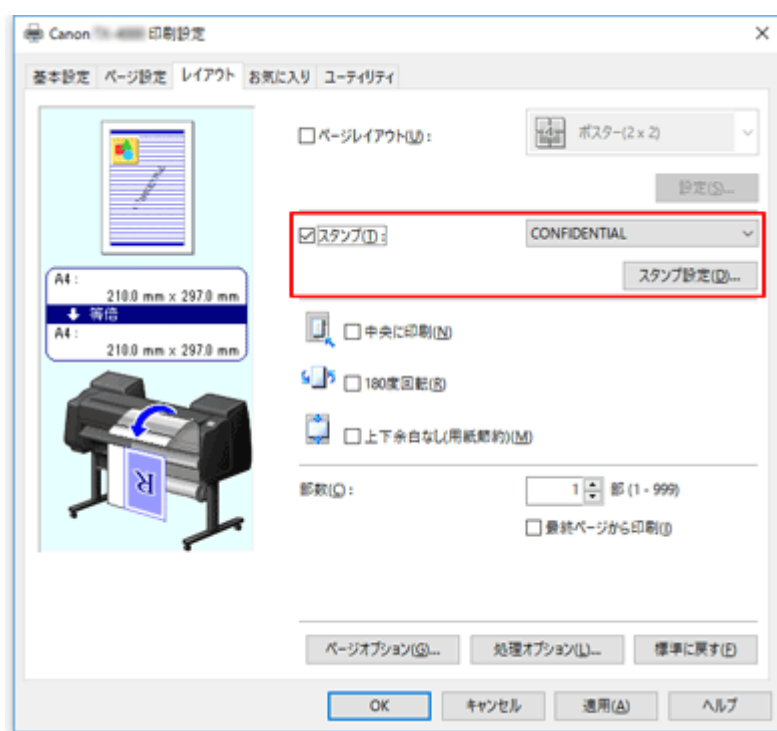 Canon 印刷設定
基本設定 ページ設定 レイアウト お気に入り ユーティリティ
ページレイアウト(U): ポスター(2 x 2)
設定(S)...
スタンプ(T): CONFIDENTIAL
スタンプ設定(D)...
A4 :
210.0 mm x 297.0 mm
等倍
A4 :
210.0 mm x 297.0 mm
中央に印刷(N)
180度回転(R)
上下余白なし(用紙節約)(M)
R
部数(C): 1 部 (1 - 999)
最終ページから印刷(I)
ページオプション(G)... 処理オプション(L)... 標準に戻す(F)
OK キャンセル 適用(A) ヘルプ